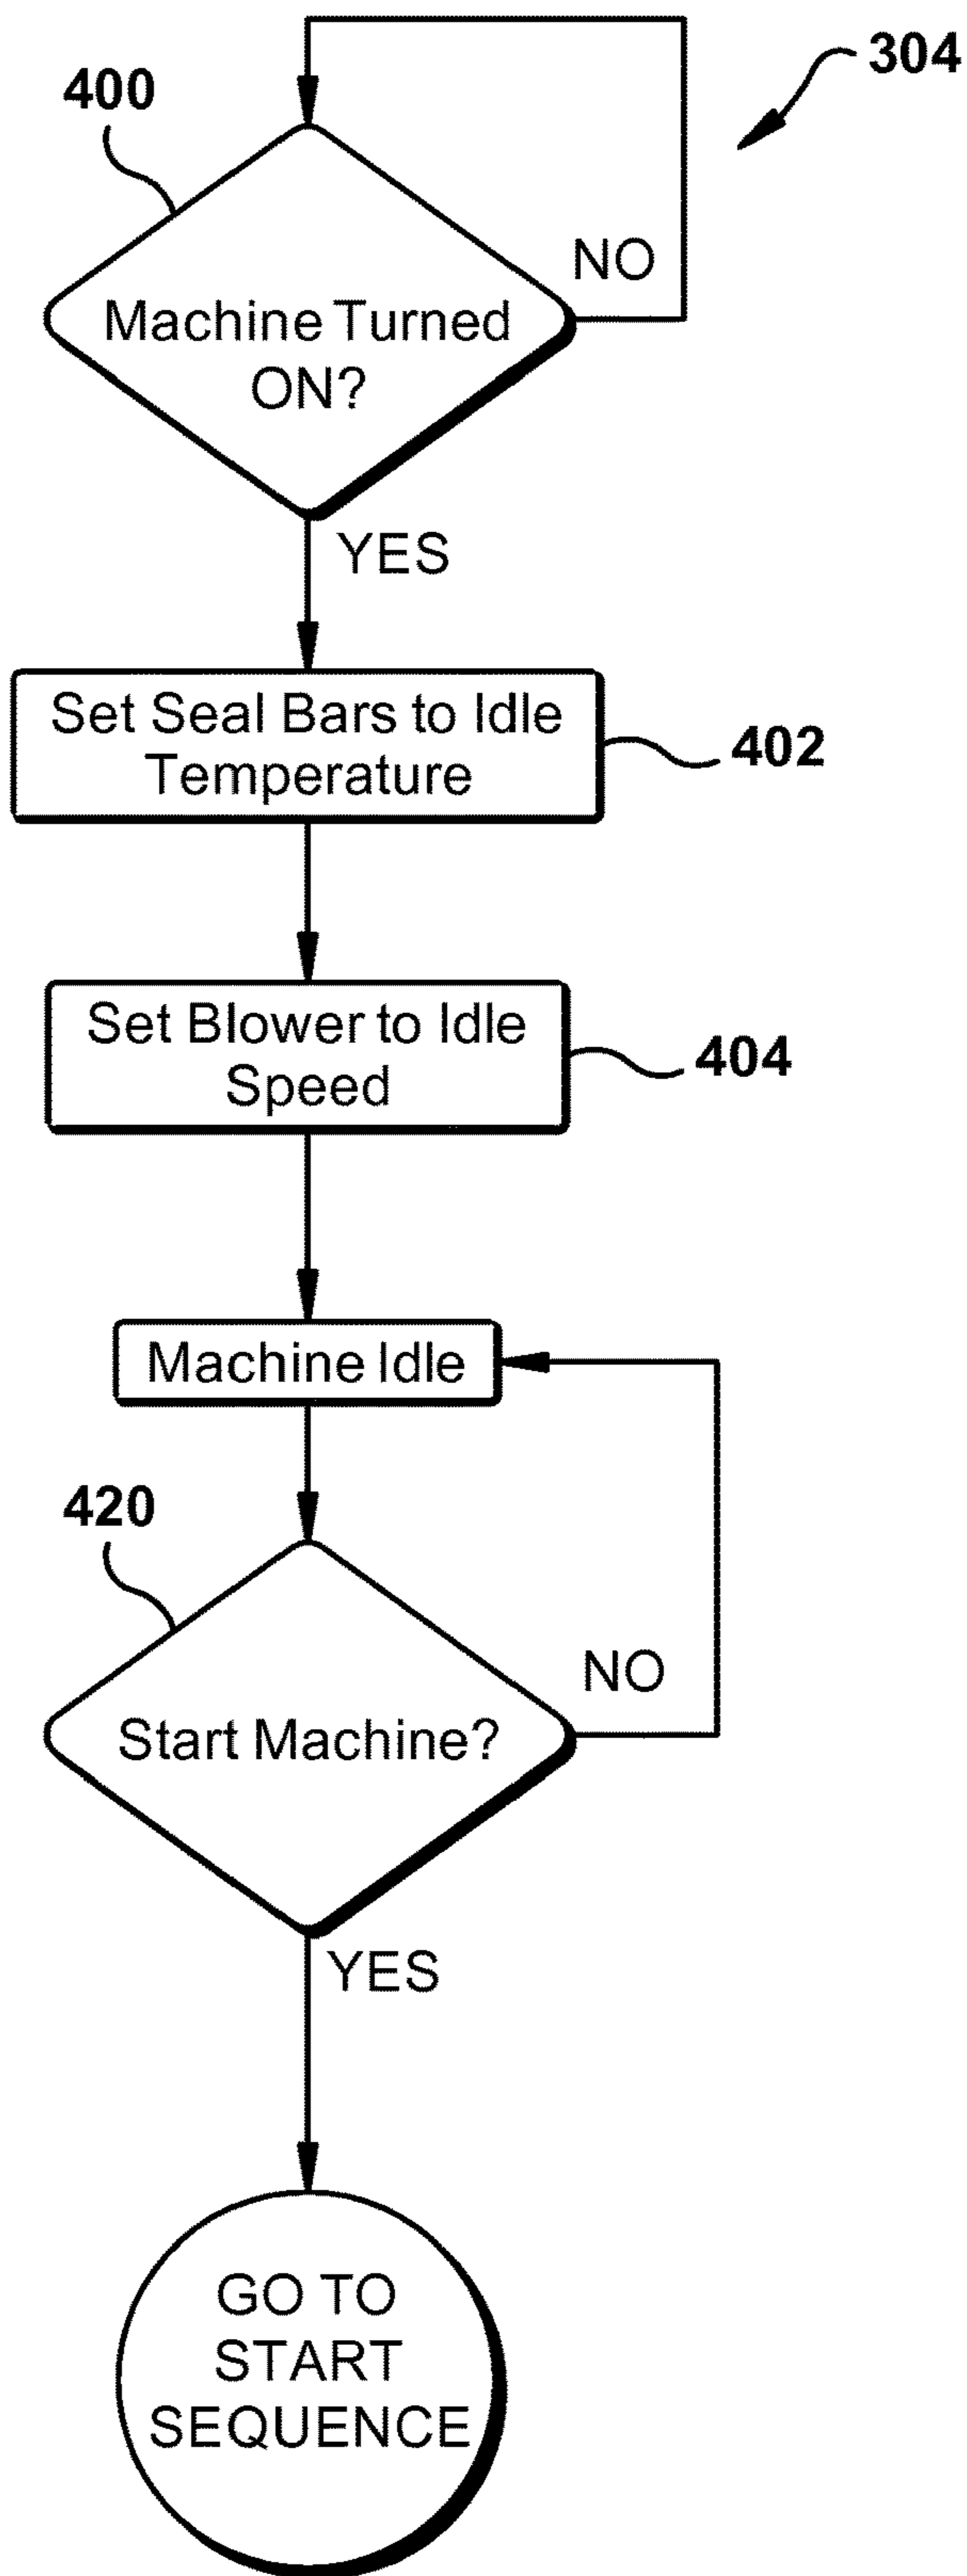 304
400
NO
Machine Turned
ON?
YES
Set Seal Bars to Idle
Temperature
402
Set Blower to Idle
Speed
404
Machine Idle
420
NO
Start Machine?
YES
GO TO
START
SEQUENCE